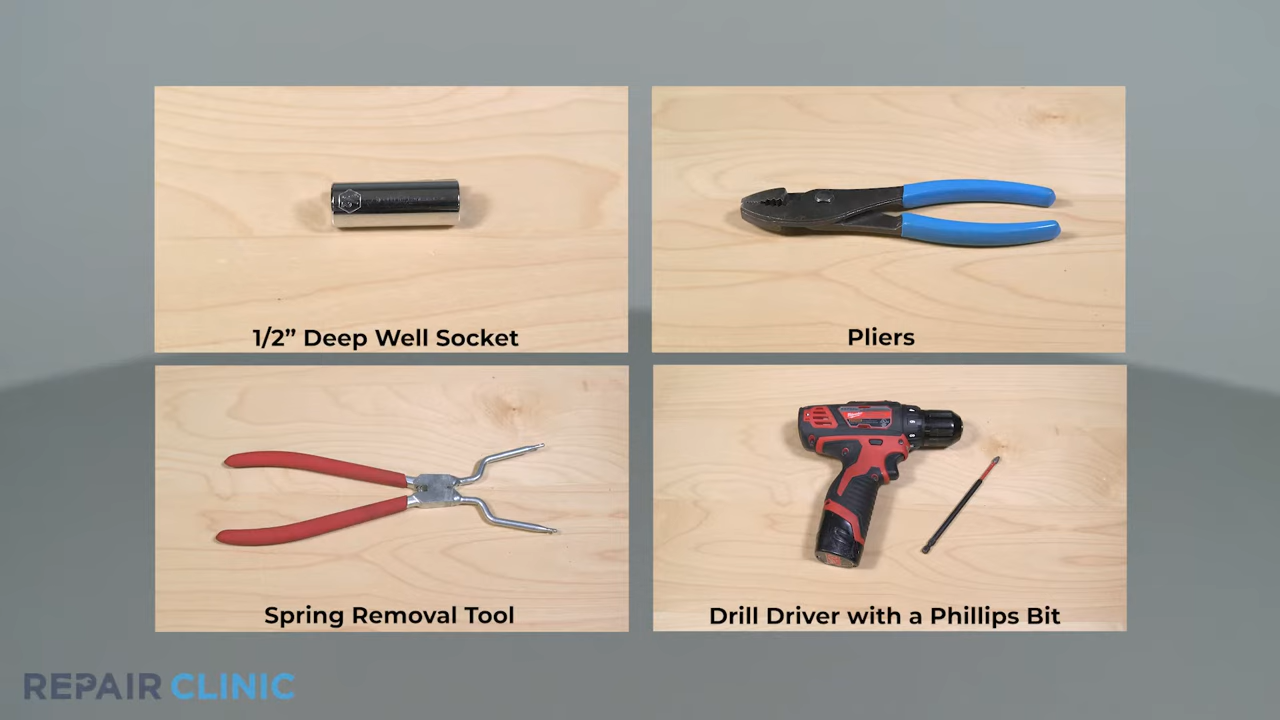 1/2” Deep Well Socket
Pliers
Spring Removal Tool
Drill Driver with a Phillips Bit
REPAIR CLINIC